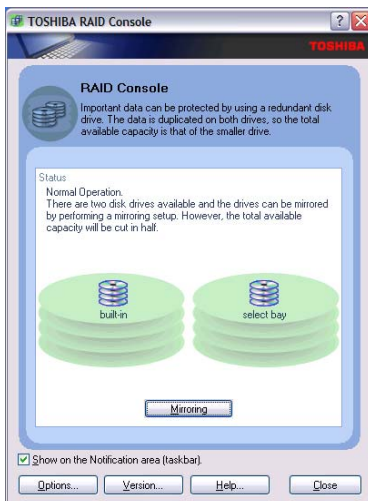 TOSHIBA RAID Console
TOSHIBA
RAID Console
Important data can be protected by using a redundant disk
drive. The data is duplicated on both drives, so the total
available capacity is that of the smaller drive.
Status
Normal Operation.
There are two disk drives available and the drives can be mirrored
by performing a mirroring setup. However, the total available
capacity will be cut in half.
built-in select bay
Mirroring
Show on the Notification area (taskbar).
Options... Version... Help... Close